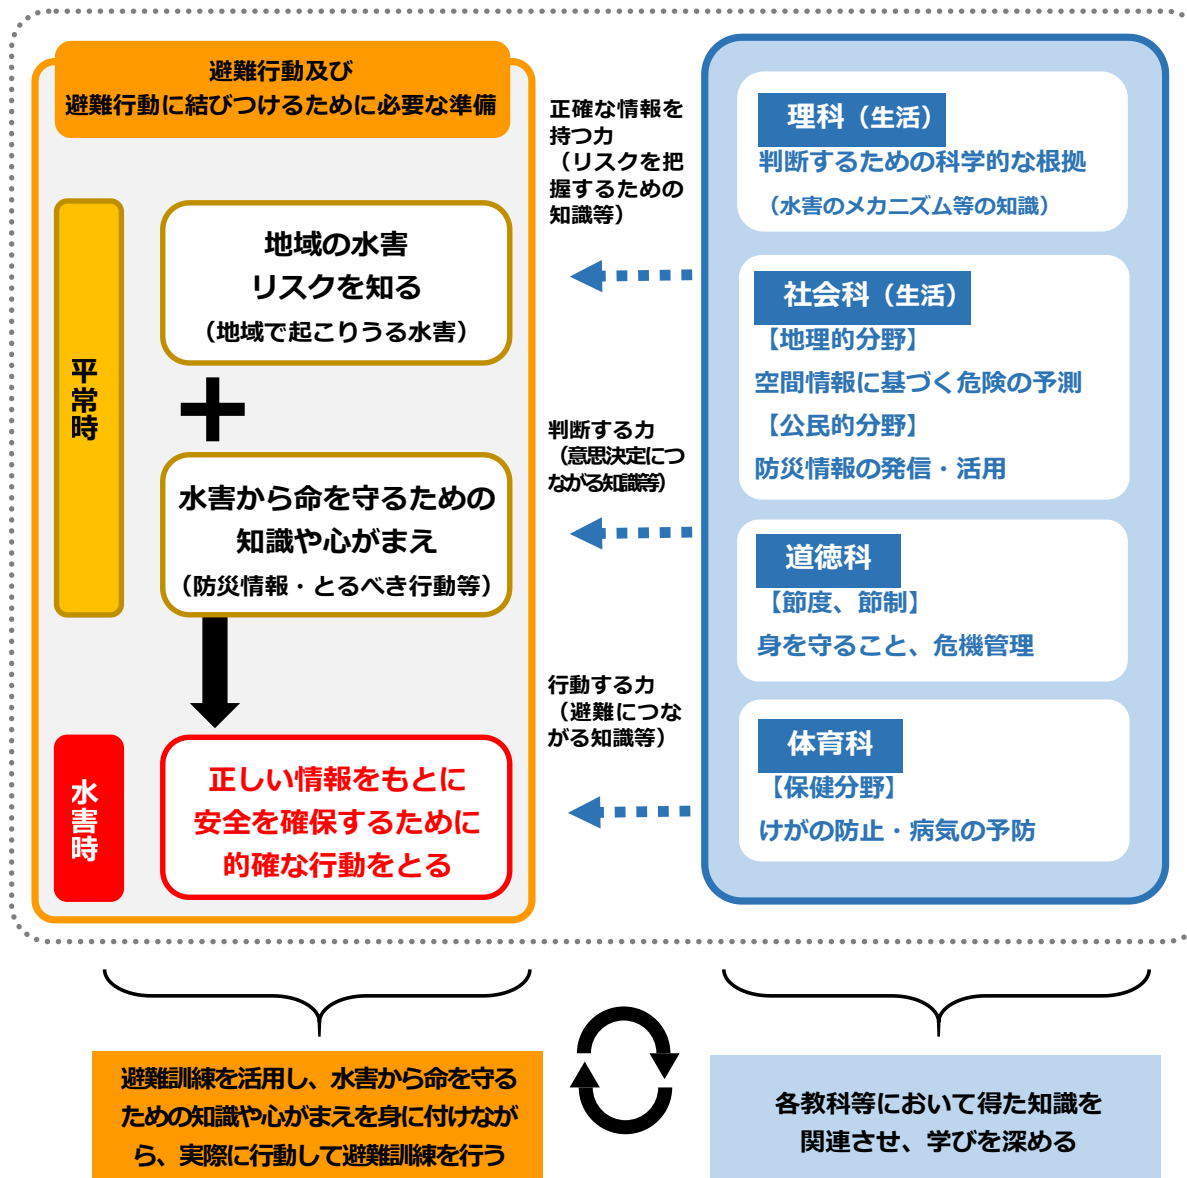 避難行動及び
避難行動に結びつけるために必要な準備
平常時
地域の水害
リスクを知る
（地域で起こりうる水害）
＋
水害から命を守るための
知識や心がまえ
（防災情報・とるべき行動等）
水害時
正しい情報をもとに
安全を確保するために
的確な行動をとる
正確な情報を
持つ力
（リスクを把
握するための
知識等）
判断する力
（意思決定につ
ながる知識等）
行動する力
（避難につな
がる知識等）
理科（生活）
判断するための科学的な根拠
（水害のメカニズム等の知識）
社会科（生活）
【地理的分野】
空間情報に基づく危険の予測
【公民的分野】
防災情報の発信・活用
道徳科
【節度、節制】
身を守ること、危機管理
体育科
【保健分野】
けがの防止・病気の予防
避難訓練を活用し、水害から命を守る
ための知識や心がまえを身に付けなが
ら、実際に行動して避難訓練を行う
各教科等において得た知識を
関連させ、学びを深める